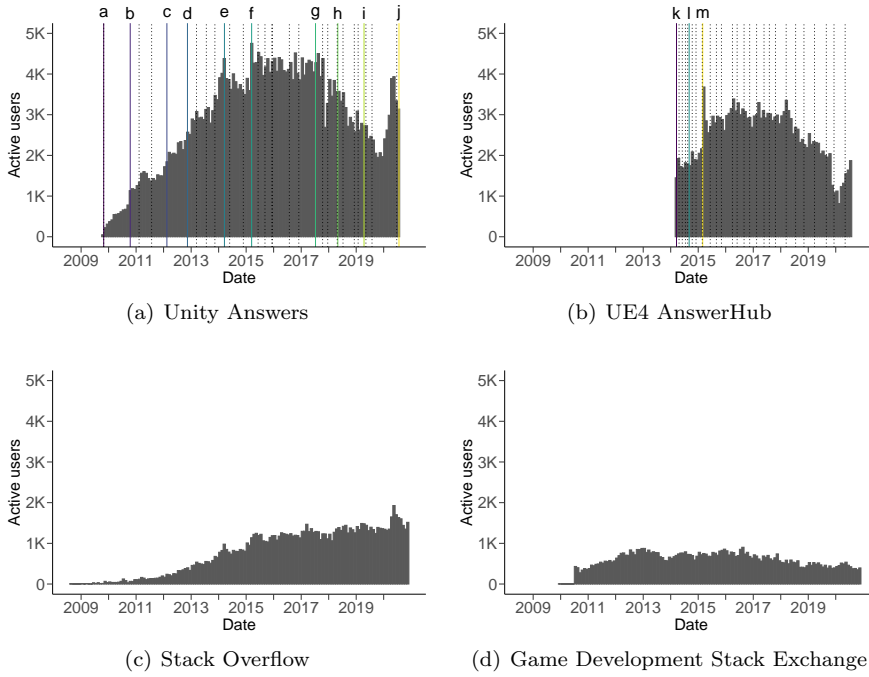 a b c d e f g h i j
5K
4K
3K
2K
1K
0
Active users
2009 2011 2013 2015 2017 2019
Date
(a) Unity Answers
k l m
5K
4K
3K
2K
1K
0
Active users
2009 2011 2013 2015 2017 2019
Date
(b) UE4 AnswerHub
5K
4K
3K
2K
1K
0
Active users
2009 2011 2013 2015 2017 2019
Date
(c) Stack Overflow
5K
4K
3K
2K
1K
0
Active users
2009 2011 2013 2015 2017 2019
Date
(d) Game Development Stack Exchange